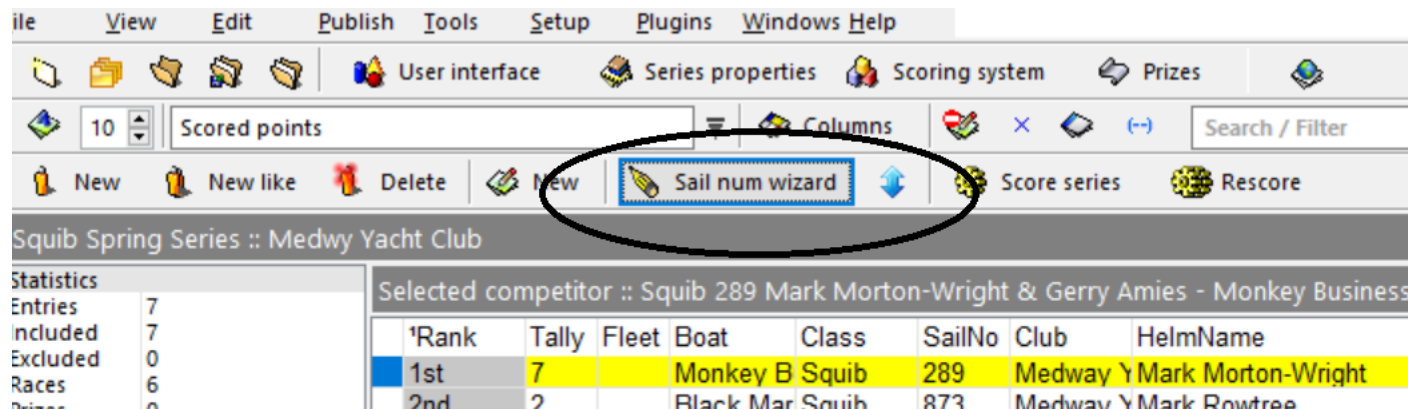 ile View Edit Publish Tools Setup Plugins Windows Help
User interface Series properties Scoring system Prizes
10 Scored points Columns (--) Search / Filter
New New like Delete New Sail num wizard Score series Rescore
Squib Spring Series :: Medwy Yacht Club
Statistics
Entries 7
Included 7
Excluded 0
Races 6
Prizes 0
Selected competitor :: Squib 289 Mark Morton-Wright & Gerry Amies - Monkey Business
¹Rank Tally Fleet Boat Class SailNo Club HelmName
1st 7 Monkey B Squib 289 Medway Y Mark Morton-Wright
2nd 2 Black Mar Squib 873 Medway Y Mark Rowtree